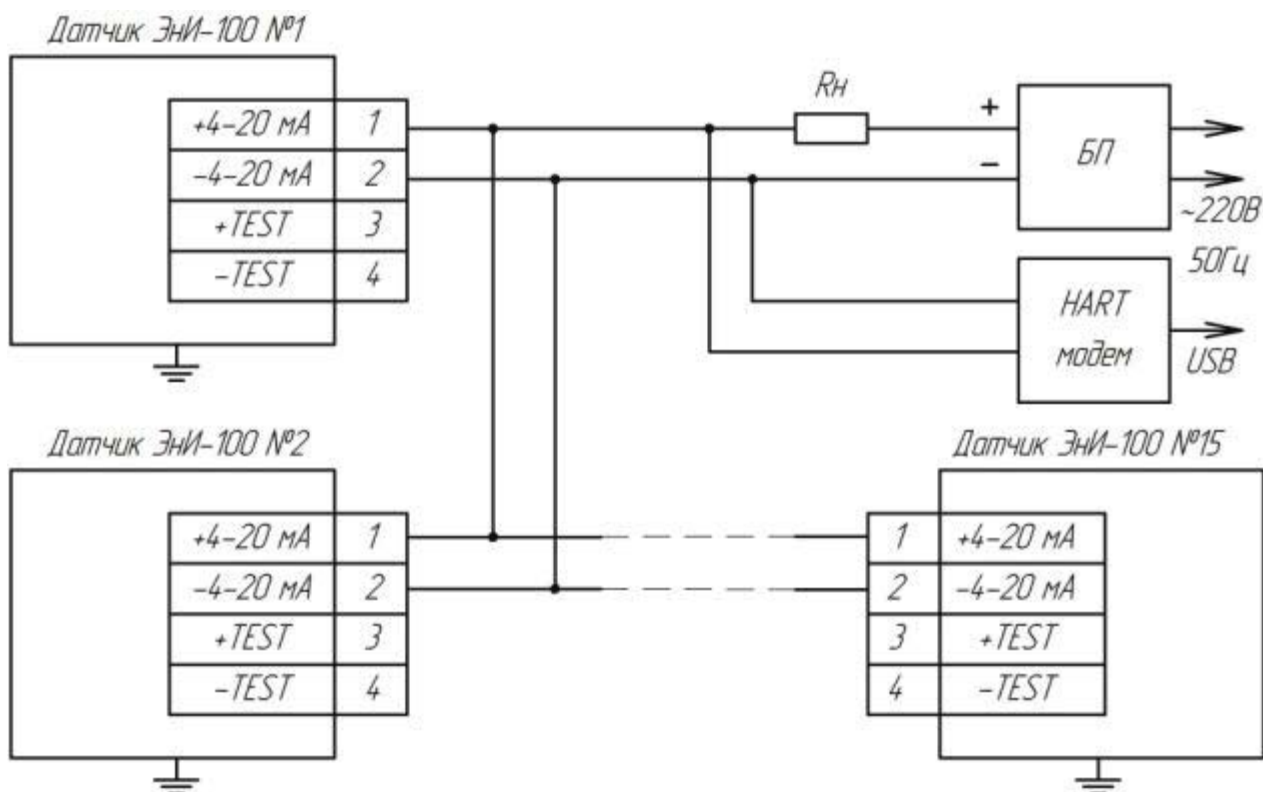 Датчик ЭнИ-100 №1
+4-20 мА 1
-4-20 мА 2
+TEST 3
-TEST 4
Rн
+
-
БП
~220В
50Гц
HART
модем
USB
Датчик ЭнИ-100 №2
+4-20 мА 1
-4-20 мА 2
+TEST 3
-TEST 4
Датчик ЭнИ-100 №15
1 +4-20 мА
2 -4-20 мА
3 +TEST
4 -TEST